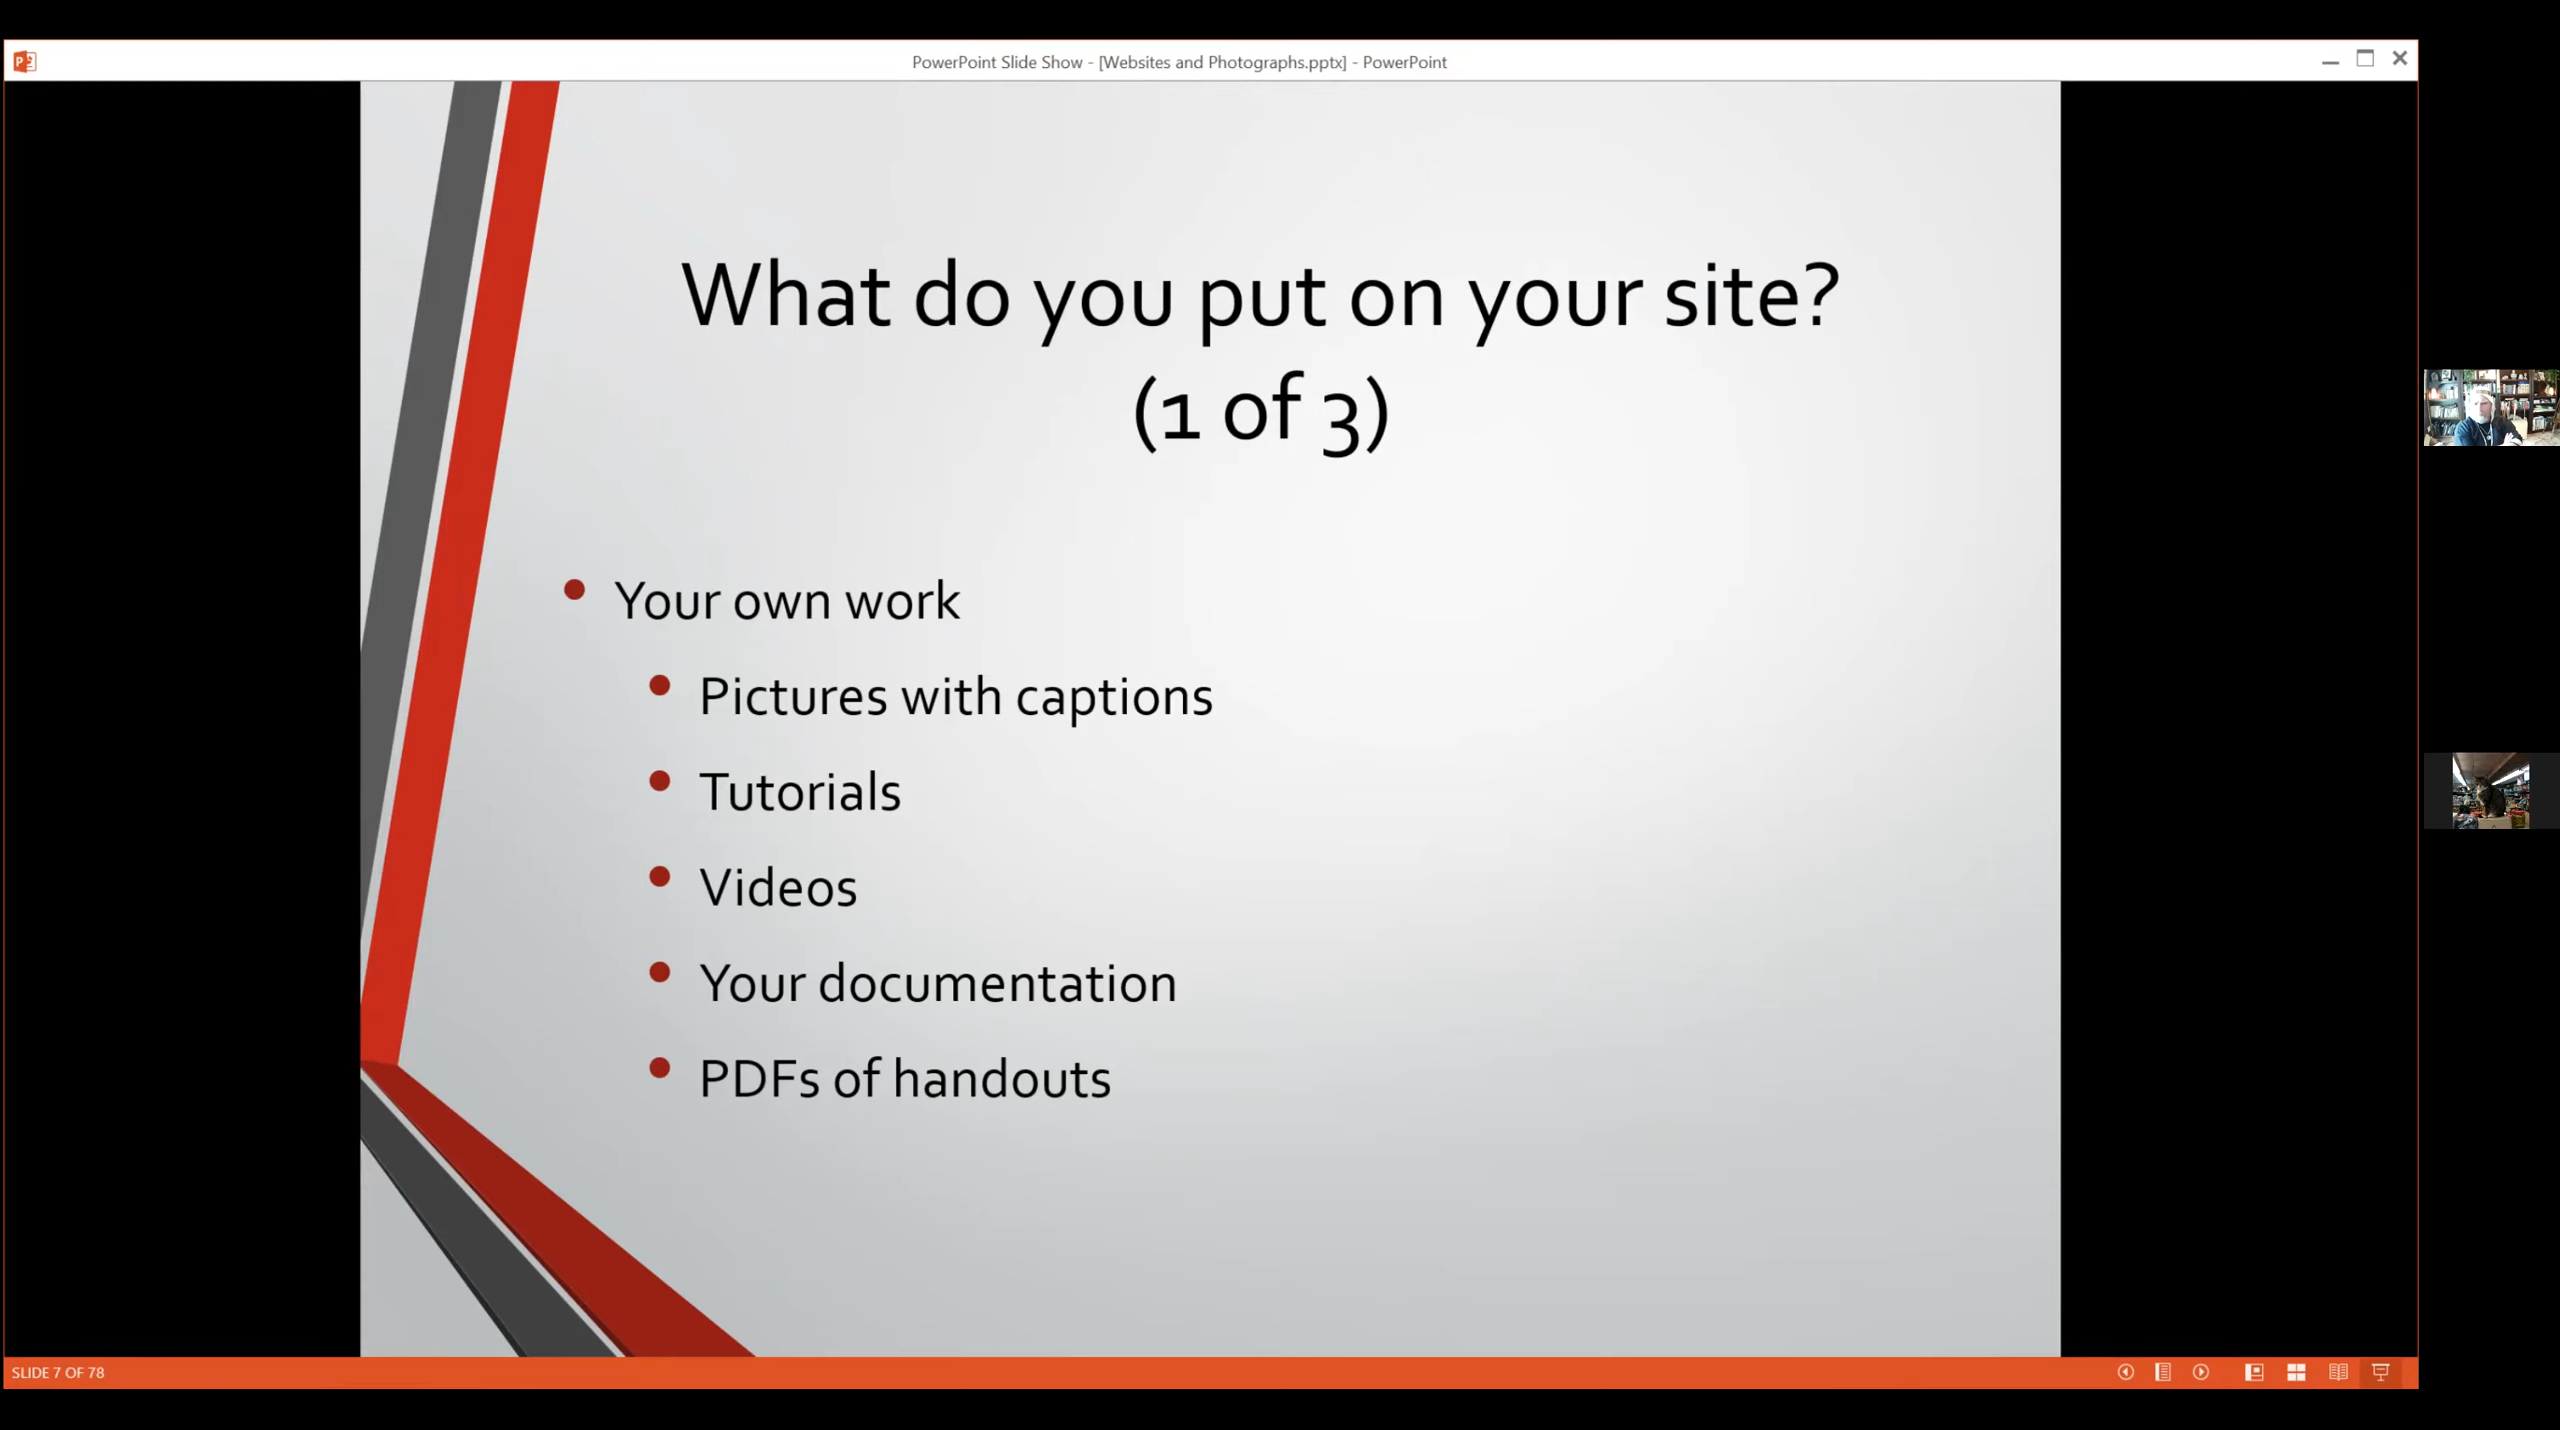 PowerPoint Slide Show - [Websites and Photographs.pptx] - PowerPoint
What do you put on your site?
(1 of 3)
• Your own work
• Pictures with captions
• Tutorials
• Videos
• Your documentation
• PDFs of handouts
SLIDE 7 OF 78